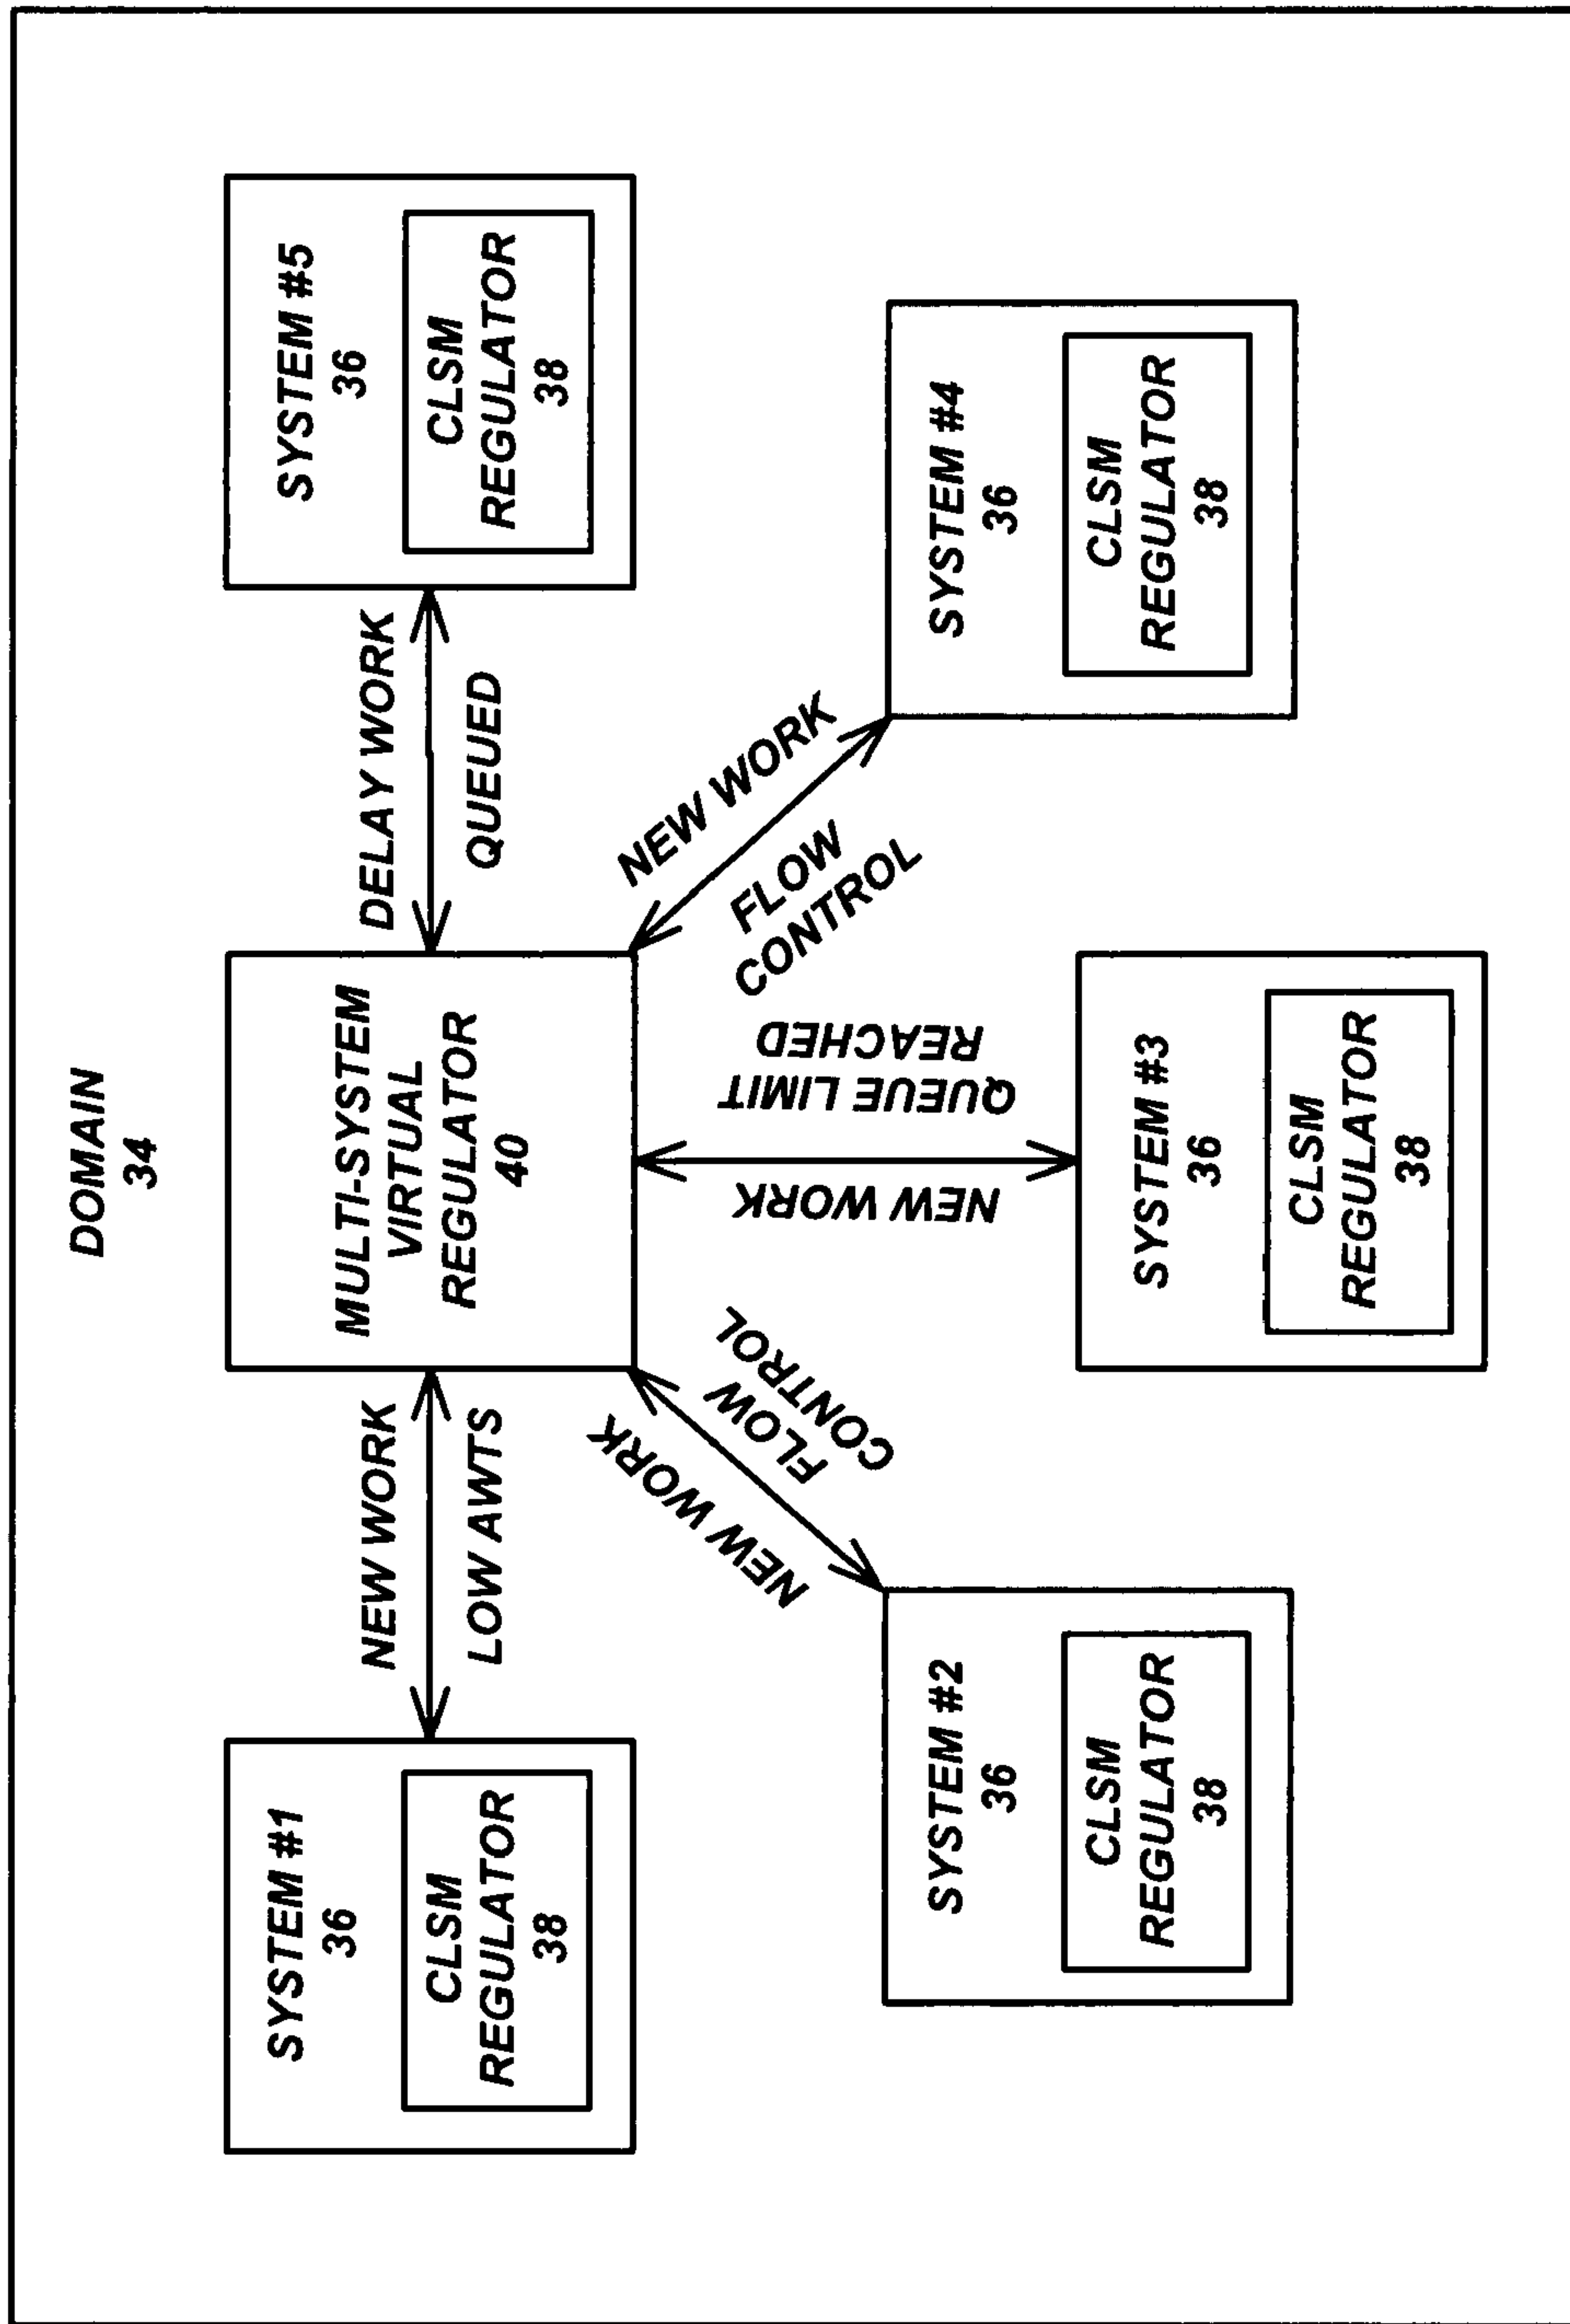 DOMAIN
34
SYSTEM #1
36
CLSM
REGULATOR
38
NEW WORK
LOW AWTS
MULTI-SYSTEM
VIRTUAL
REGULATOR
40
DELAY WORK
QUEUED
SYSTEM #5
36
CLSM
REGULATOR
38
NEW WORK
FLOW
CONTROL
NEW WORK
QUEUE LIMIT
REACHED
NEW WORK
FLOW
CONTROL
SYSTEM #2
36
CLSM
REGULATOR
38
SYSTEM #3
36
CLSM
REGULATOR
38
SYSTEM #4
36
CLSM
REGULATOR
38